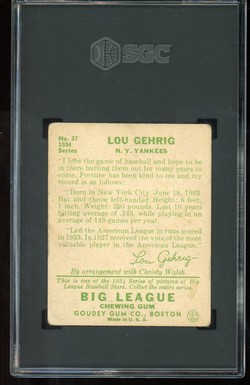 SGC
No. 37
1934
Series
LOU GEHRIG
N. Y. YANKEES
"I like the game of baseball and hope to be
in there batting them out for many years to
come. Fortune has been kind to me and my
record is as follows:
"Born in New York City, June 19, 1903.
Bat and throw left-handed. Height: 6 feet,
1 inch. Weight: 205 pounds. Last 10 years
hitting average of .343, while playing in an
average of 149 games per year.
"Led the American League in runs scored
in 1933. In 1927 received the vote of the most
valuable player in the American League."
Lou Gehrig
By arrangement with Christy Walsh
This is one of the 1934 Series of pictures of Big
League Baseball Stars. Collect the entire series.
BIG LEAGUE
CHEWING GUM
GOUDEY GUM CO., BOSTON
Made in U. S. A.